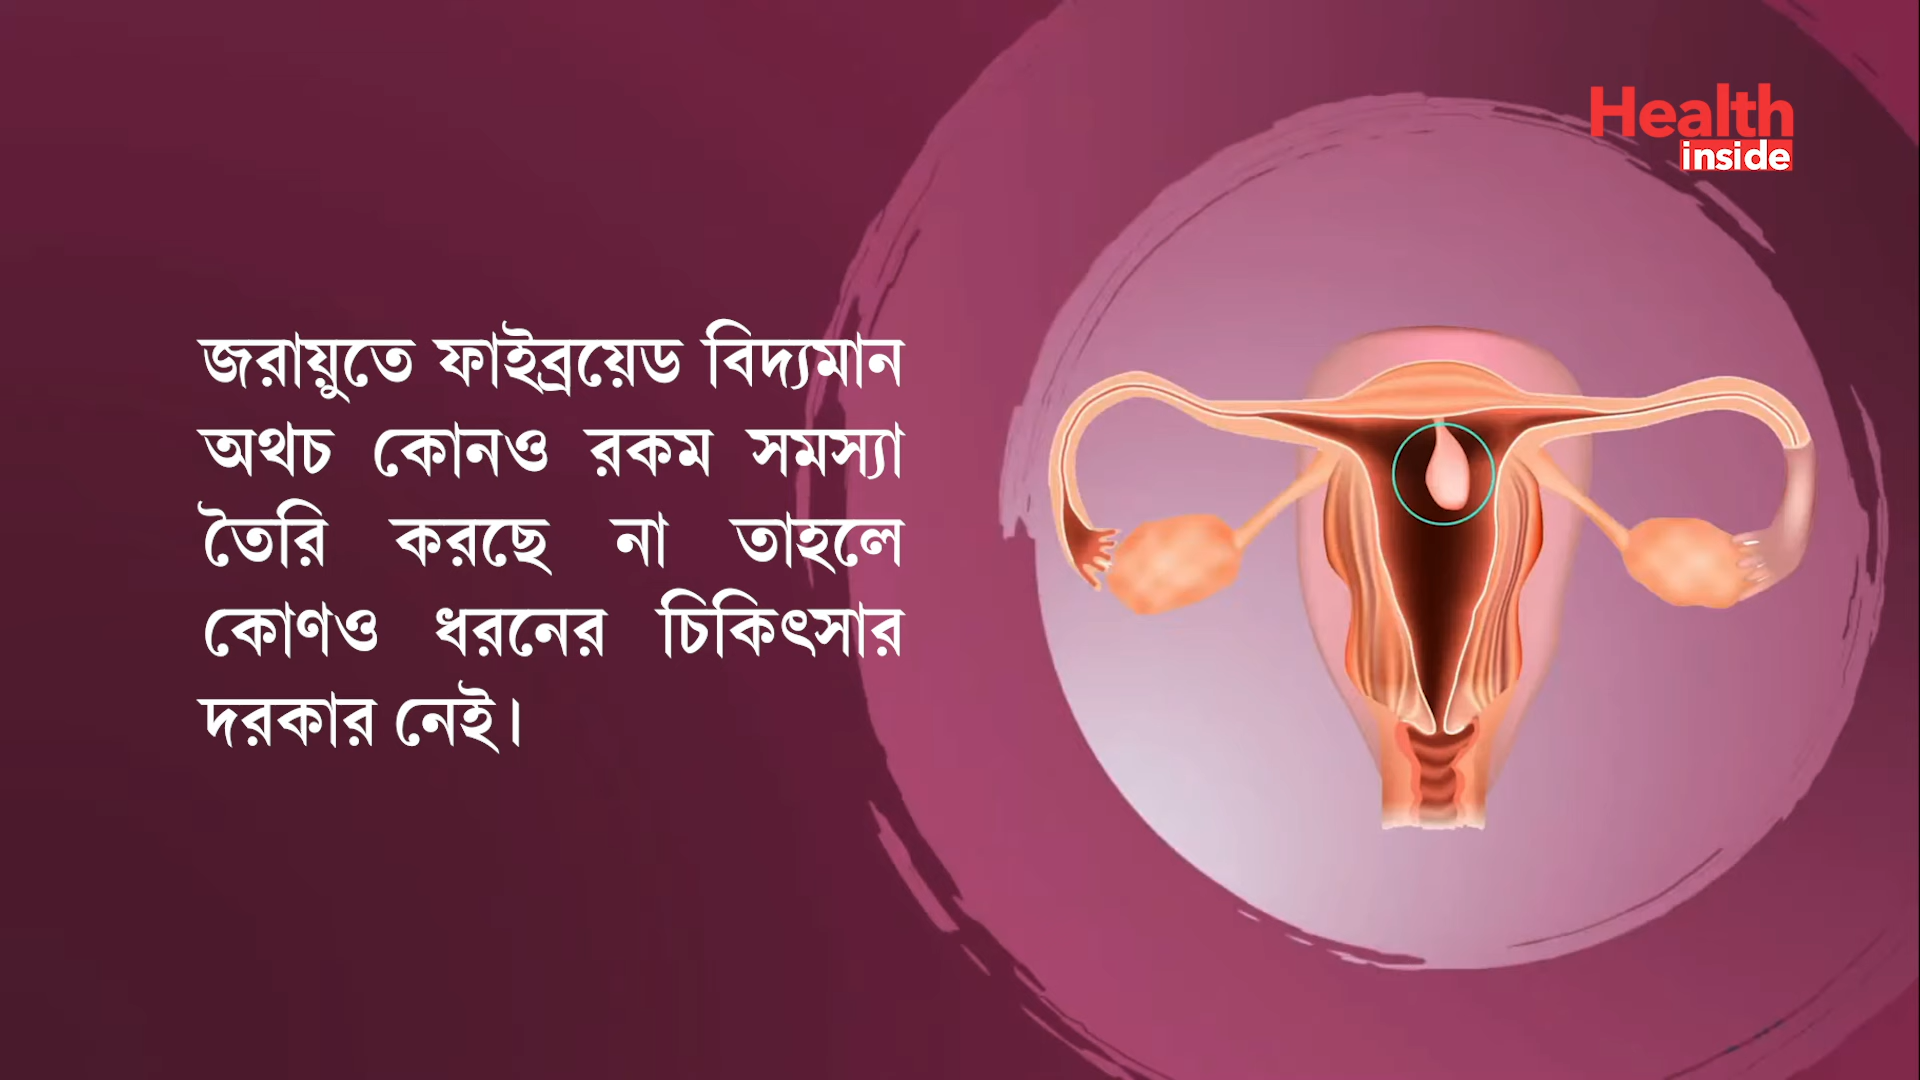 Health
inside
জরায়ুতে ফাইব্রয়েড বিদ্যমান
অথচ কোনও রকম সমস্যা
তৈরি করছে না তাহলে
কোণও ধরনের চিকিৎসার
দরকার নেই।